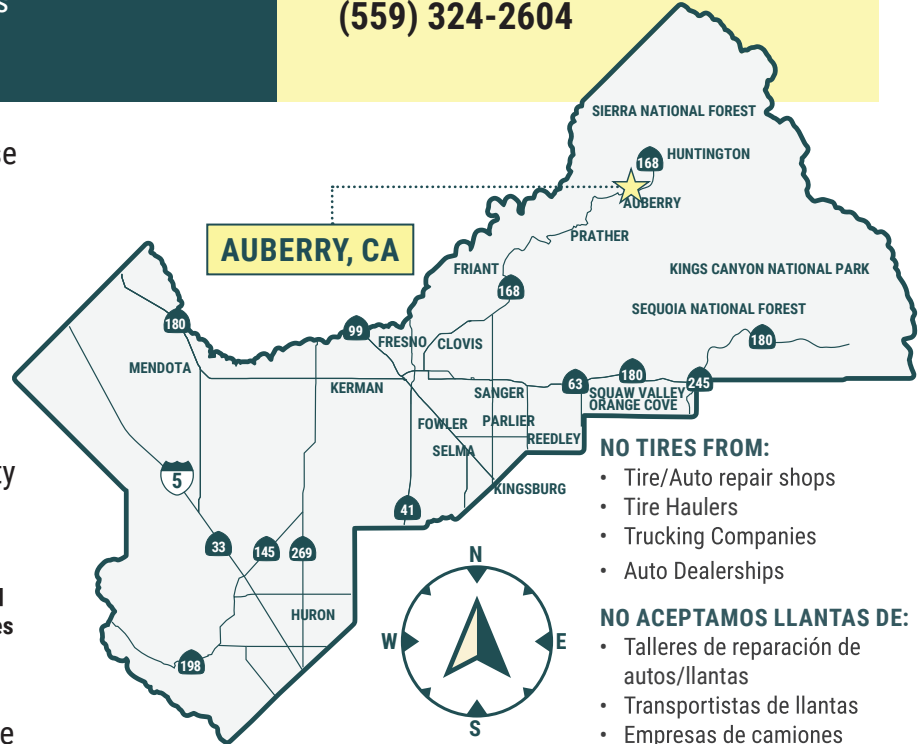 s
(559) 324-2604
se
SIERRA NATIONAL FOREST
168
HUNTINGTON
AUBERRY
PRATHER
AUBERRY, CA
FRIANT
KINGS CANYON NATIONAL PARK
168
SEQUOIA NATIONAL FOREST
180
99
180
FRESNO
CLOVIS
MENDOTA
180
KERMAN
63
245
SANGER
SQUAW VALLEY
ORANGE COVE
FOWLER
PARLIER
REEDLEY
SELMA
ty
5
KINGSBURG
41
33
145
269
HURON
198
NO TIRES FROM:
• Tire/Auto repair shops
• Tire Haulers
• Trucking Companies
• Auto Dealerships
N
W
E
S
l
es
NO ACEPTAMOS LLANTAS DE:
• Talleres de reparación de
autos/llantas
• Transportistas de llantas
• Empresas de camiones
e